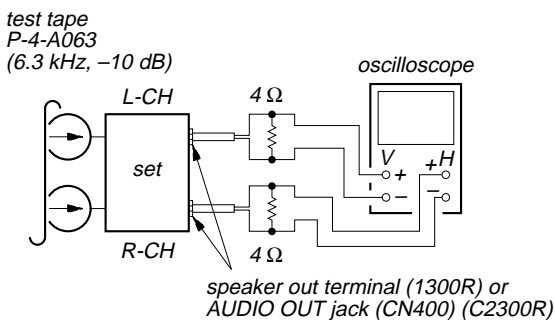 test tape
P-4-A063
(6.3 kHz, –10 dB)
oscilloscope
L-CH
4 Ω
set
V
+H
+
–
–
R-CH
4 Ω
speaker out terminal (1300R) or
AUDIO OUT jack (CN400) (C2300R)